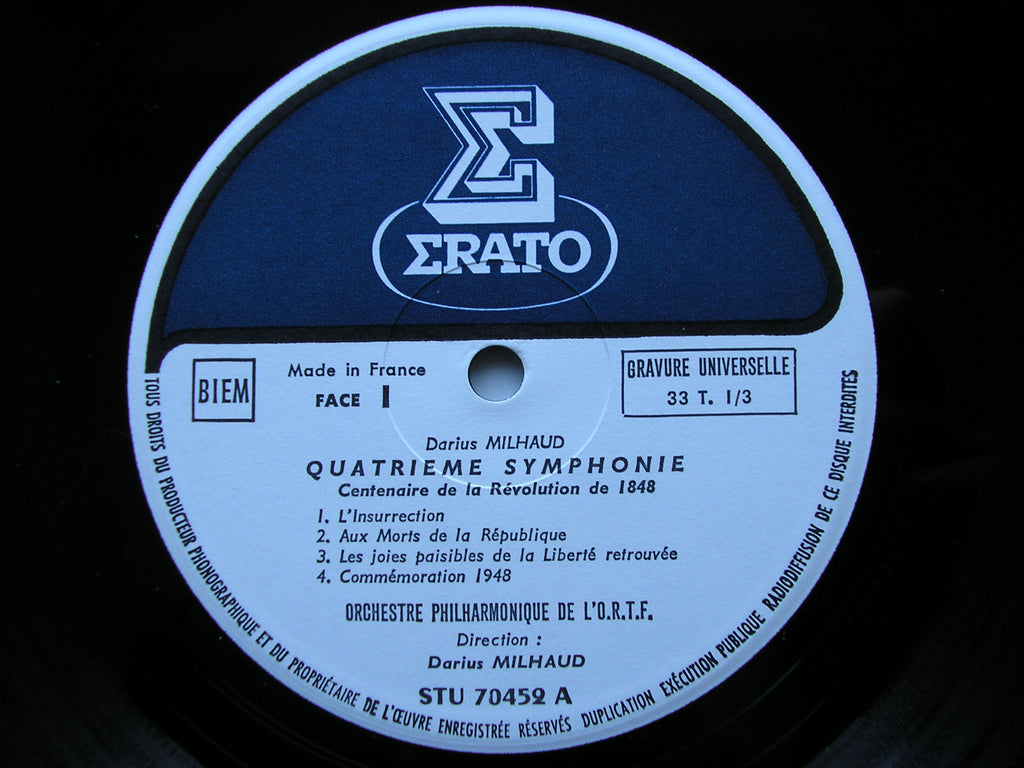 Σ
ΣRATO
BIEM
Made in France
FACE 1
GRAVURE UNIVERSELLE
33 T. 1/3
Darius MILHAUD
QUATRIEME SYMPHONIE
Centenaire de la Révolution de 1848
1. L'Insurrection
2. Aux Morts de la République
3. Les joies paisibles de la Liberté retrouvée
4. Commémoration 1948
ORCHESTRE PHILHARMONIQUE DE L'O.R.T.F.
Direction :
Darius MILHAUD
STU 70452 A
TOUS DROITS DU PRODUCTEUR PHONOGRAPHIQUE ET DU PROPRIÉTAIRE DE L'ŒUVRE ENREGISTRÉE RÉSERVÉS DUPLICATION EXÉCUTION PUBLIQUE RADIODIFFUSION DE CE DISQUE INTERDITES